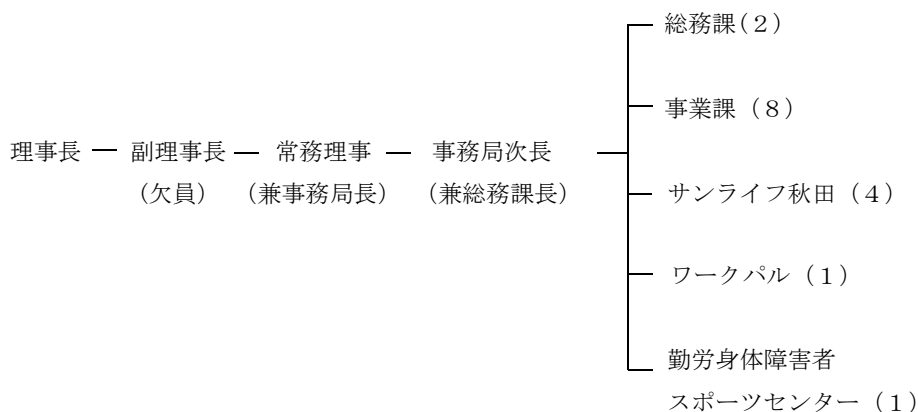 総務課(２)
事業課（８）
理事長 ー 副理事長 ー 常務理事 ー 事務局次長
（欠員） （兼事務局長） （兼総務課長）
サンライフ秋田（４）
ワークパル（１）
勤労身体障害者
スポーツセンター（１）